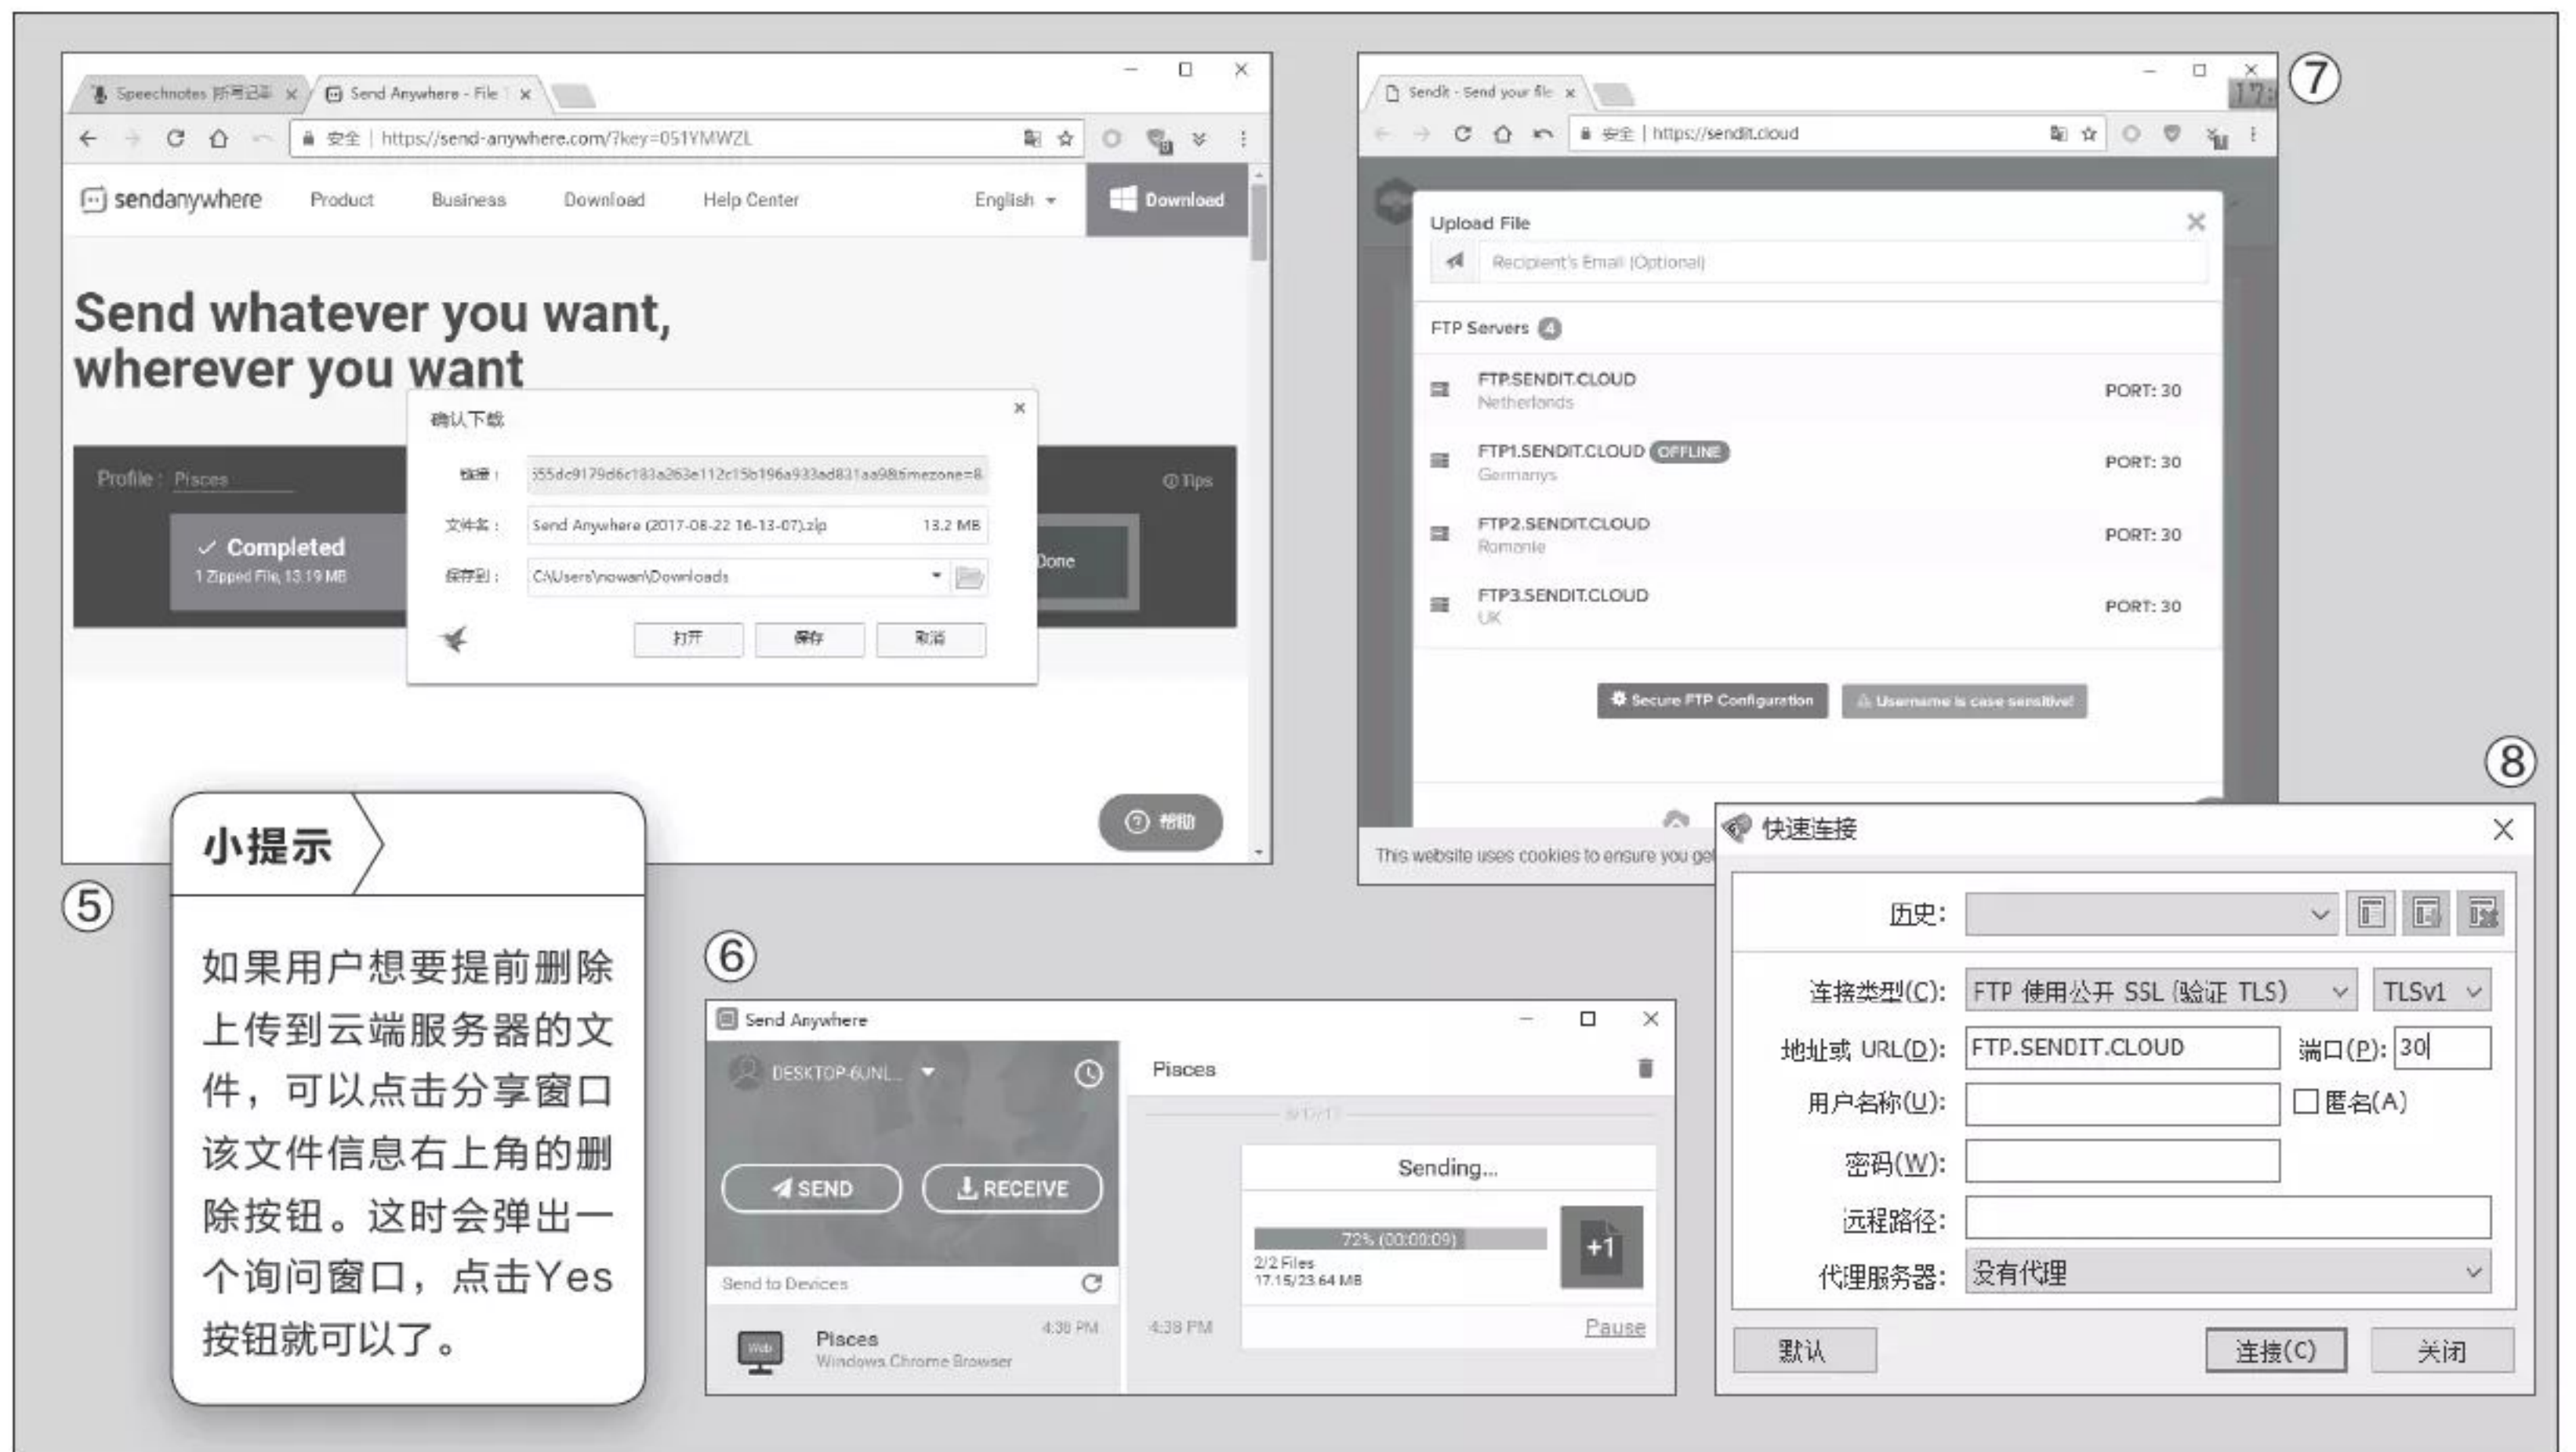 Speechnotes
Send Anywhere - File
安全 | https://send-anywhere.com/?key=051YMWZL
sendanywhere
Product
Business
Download
Help Center
English
Download
Send whatever you want,
wherever you want
Profile : Pisces
Tips
Completed
1 Zipped File, 13.19 MB
Done
确认下载
链接：
555dc9179d6c183a263e112c15b196a933ad831aa98&timezone=8
文件名：
Send Anywhere (2017-08-22 16-13-07).zip
13.2 MB
保存到：
C:\Users\nowan\Downloads
打开
保存
取消
帮助
⑤
小提示
如果用户想要提前删除
上传到云端服务器的文
件，可以点击分享窗口
该文件信息右上角的删
除按钮。这时会弹出一
个询问窗口，点击Yes
按钮就可以了。
⑥
Send Anywhere
DESKTOP-6UNL...
SEND
RECEIVE
Send to Devices
Web
Pisces
4:38 PM
Windows Chrome Browser
Pisces
Sending...
72% (00:00:09)
2/2 Files
17.15/23.64 MB
+1
4:38 PM
Pause
⑦
Sendit - Send your file
安全 | https://sendit.cloud
Upload File
Recipient's Email (Optional)
FTP Servers 4
FTP.SENDIT.CLOUD
Netherlands
PORT: 30
FTP1.SENDIT.CLOUD OFFLINE
Germanys
PORT: 30
FTP2.SENDIT.CLOUD
Romanie
PORT: 30
FTP3.SENDIT.CLOUD
UK
PORT: 30
Secure FTP Configuration
Username is case sensitive!
This website uses cookies to ensure you get
⑧
快速连接
历史:
连接类型(C): FTP 使用公开 SSL (验证 TLS) TLSv1
地址或 URL(D): FTP.SENDIT.CLOUD 端口(P): 30
用户名称(U): 匿名(A)
密码(W):
远程路径:
代理服务器: 没有代理
默认
连接(C)
关闭